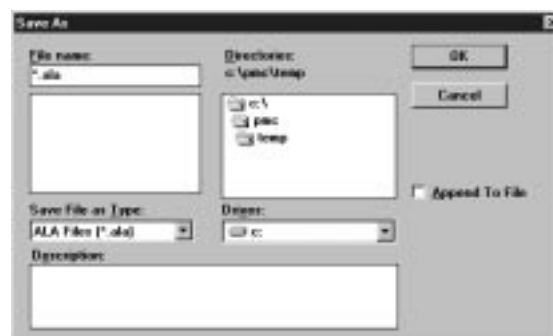 Save As
File name:
*.ala
Directories:
c:\pmc\temp
c:\
pmc
temp
OK
Cancel
Append To File
Save File as Type:
ALA Files (*.ala)
Drives:
c:
Description: